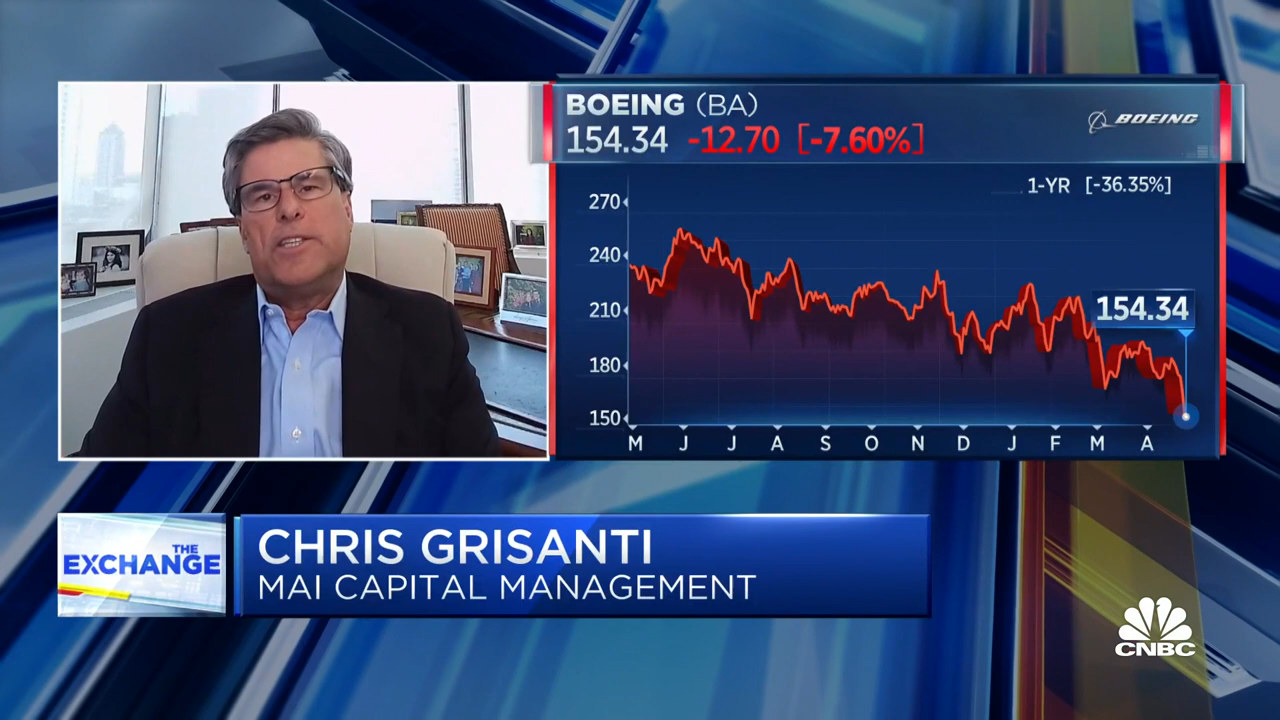 BOEING (BA)
154.34 -12.70 [-7.60%]
BOEING
1-YR [-36.35%]
270
240
210
180
150
154.34
M J J A S O N D J F M A
THE
EXCHANGE
CHRIS GRISANTI
MAI CAPITAL MANAGEMENT
CNBC